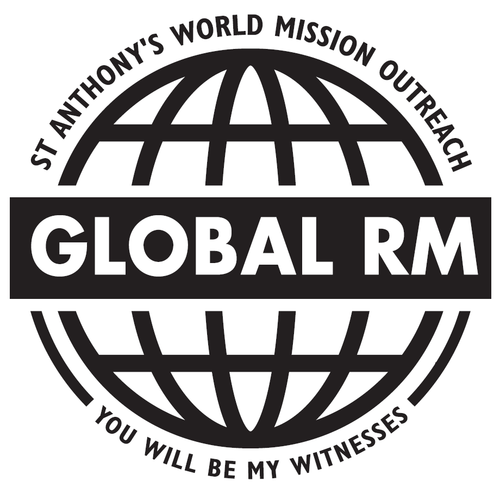 ST ANTHONY'S WORLD MISSION OUTREACH
GLOBAL RM
YOU WILL BE MY WITNESSES